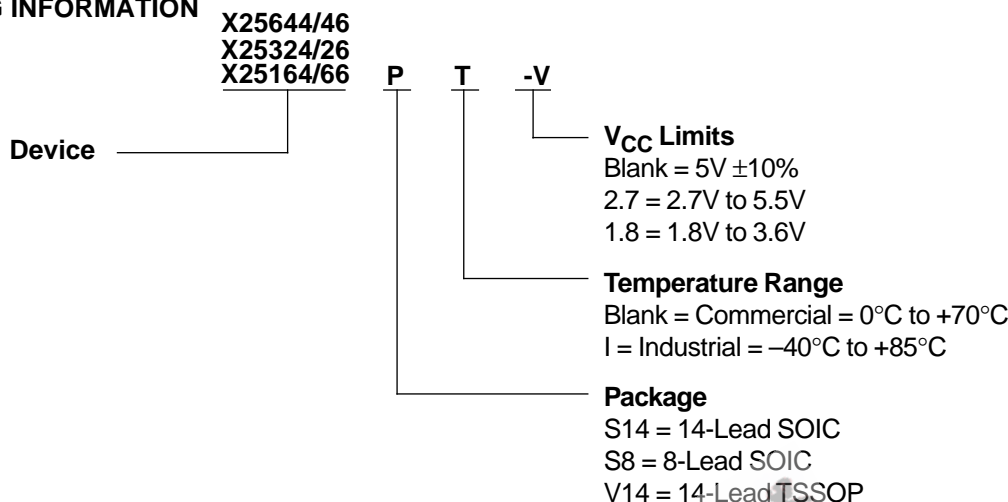 INFORMATION
X25644/46
X25324/26
X25164/66 P T -V
Device
VCC Limits
Blank = 5V ±10%
2.7 = 2.7V to 5.5V
1.8 = 1.8V to 3.6V
Temperature Range
Blank = Commercial = 0°C to +70°C
I = Industrial = –40°C to +85°C
Package
S14 = 14-Lead SOIC
S8 = 8-Lead SOIC
V14 = 14-Lead TSSOP